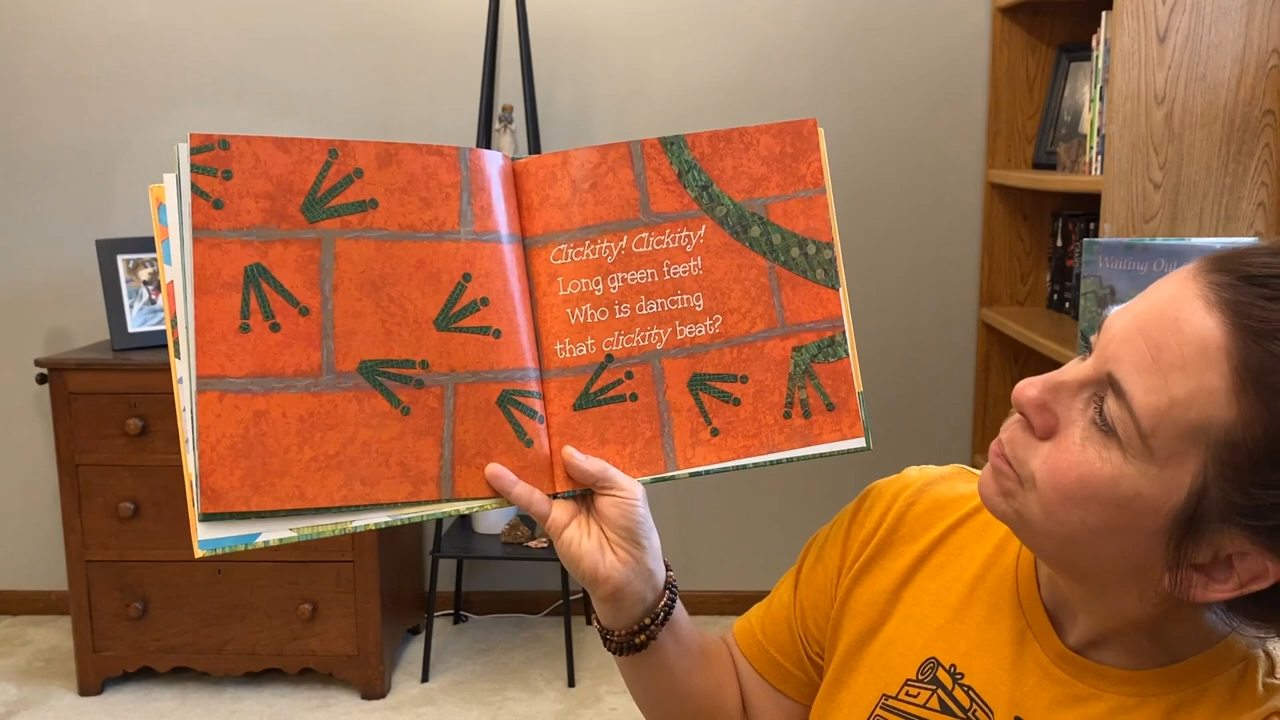 Clickity! Clickity!
Long green feet!
Who is dancing
that clickity beat?
Waiting Out